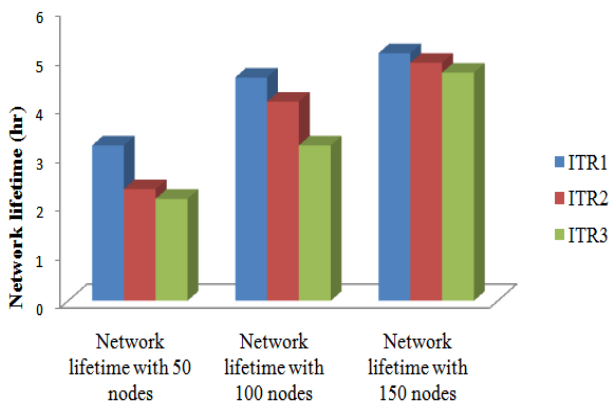 6
5
4
3
2
1
0
Network lifetime (hr)
Network
lifetime with 50
nodes
Network
lifetime with
100 nodes
Network
lifetime with
150 nodes
ITR1
ITR2
ITR3